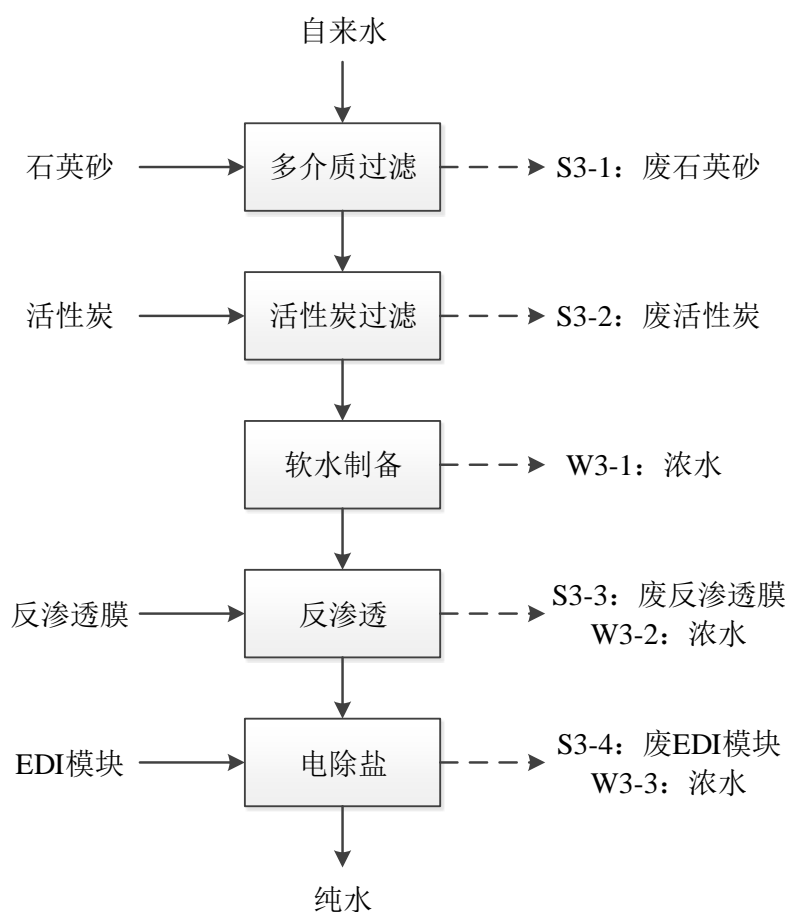 自来水
石英砂
多介质过滤
S3-1：废石英砂
活性炭
活性炭过滤
S3-2：废活性炭
软水制备
W3-1：浓水
反渗透膜
反渗透
S3-3：废反渗透膜
W3-2：浓水
EDI模块
电除盐
S3-4：废EDI模块
W3-3：浓水
纯水